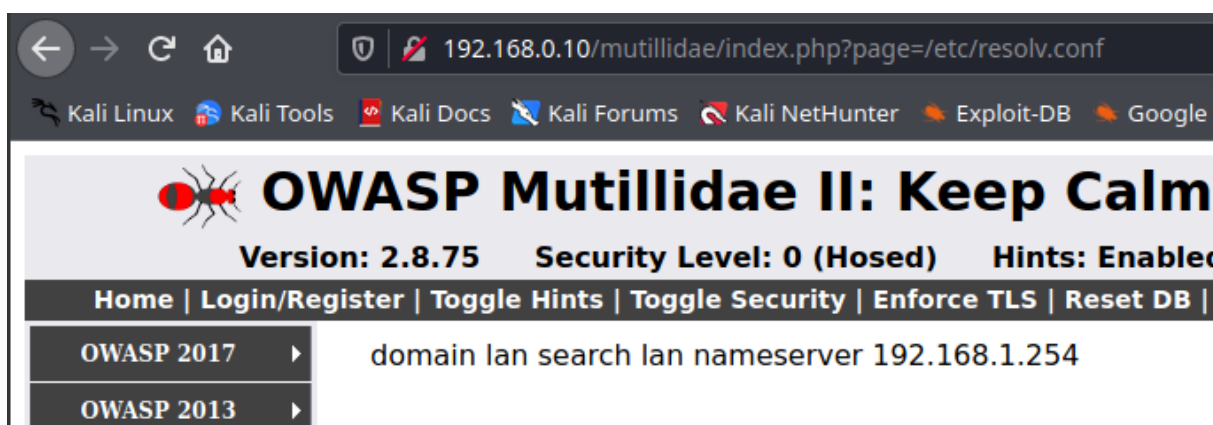 192.168.0.10/mutillidae/index.php?page=/etc/resolv.conf
Kali Linux Kali Tools Kali Docs Kali Forums Kali NetHunter Exploit-DB Google
OWASP Mutillidae II: Keep Calm
Version: 2.8.75 Security Level: 0 (Hosed) Hints: Enabled
Home | Login/Register | Toggle Hints | Toggle Security | Enforce TLS | Reset DB |
OWASP 2017 domain lan search lan nameserver 192.168.1.254
OWASP 2013